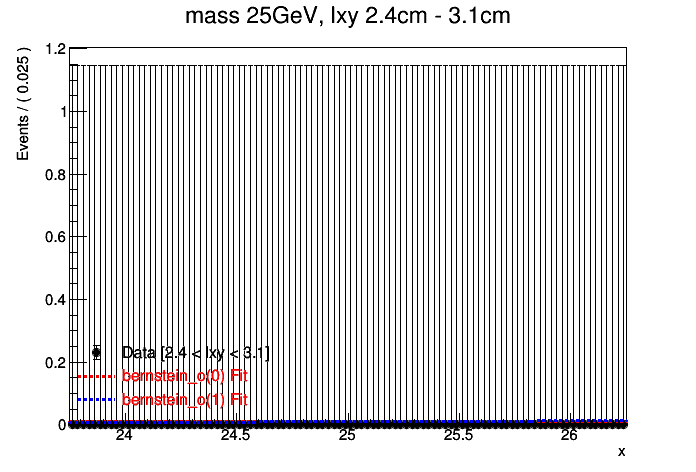 mass 25GeV, lxy 2.4cm - 3.1cm
Events / ( 0.025 )
1.2
1
0.8
0.6
0.4
0.2
0
Data [2.4 < lxy < 3.1]
bernstein_o(0) Fit
bernstein_o(1) Fit
24 24.5 25 25.5 26
x